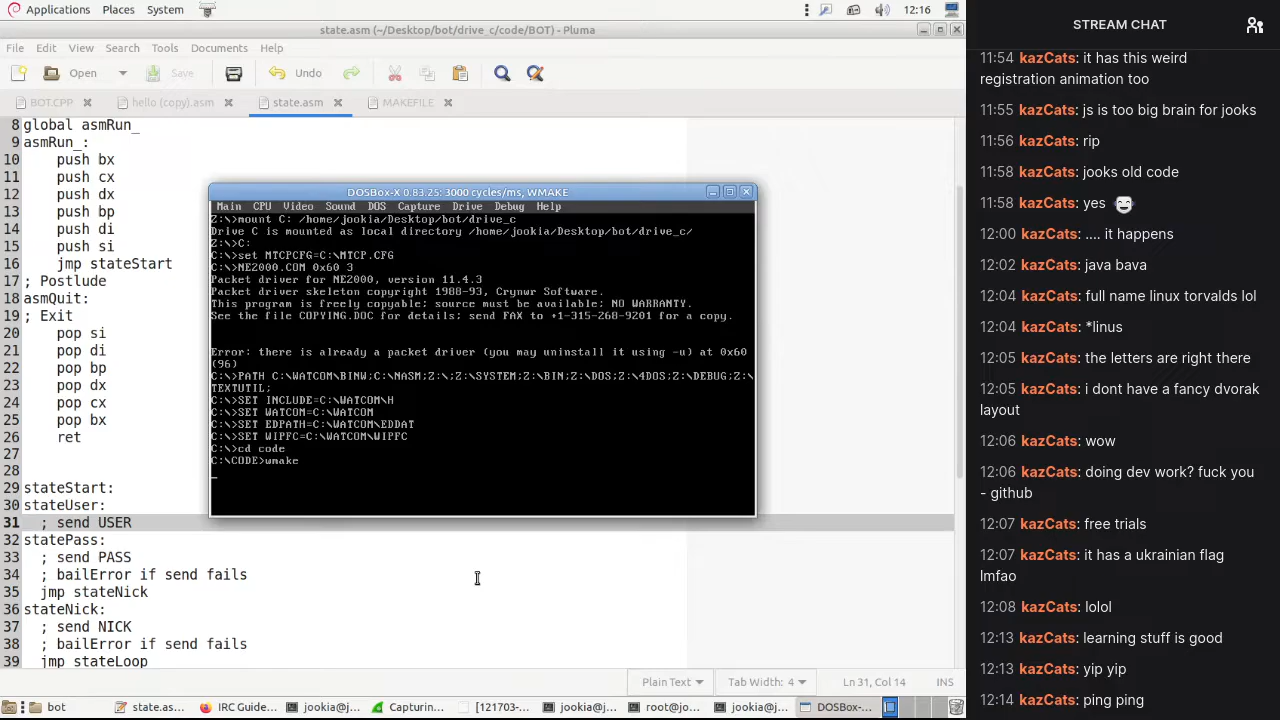 Applications Places System 12:16
state.asm (~/Desktop/bot/drive_c/code/BOT) - Pluma
File Edit View Search Tools Documents Help
Open Save Undo
BOT.CPP hello (copy).asm state.asm MAKEFILE
8 global asmRun_
9 asmRun_:
10 push bx
11 push cx
12 push dx
13 push bp
14 push di
15 push si
16 jmp stateStart
17 ; Postlude
18 asmQuit:
19 ; Exit
20 pop si
21 pop di
22 pop bp
23 pop dx
24 pop cx
25 pop bx
26 ret
27
28
29 stateStart:
30 stateUser:
31 ; send USER
32 statePass:
33 ; send PASS
34 ; bailError if send fails
35 jmp stateNick
36 stateNick:
37 ; send NICK
38 ; bailError if send fails
39 jmp stateLoop
DOSBox-X 0.83.25: 3000 cycles/ms, WMAKE
Main CPU Video Sound DOS Capture Drive Debug Help
Z:\>mount C: /home/jookia/Desktop/bot/drive_c
Drive C is mounted as local directory /home/jookia/Desktop/bot/drive_c/
Z:\>C:
C:\>set MTCPCFG=C:\MTCP.CFG
C:\>NE2000.COM 0x60 3
Packet driver for NE2000, version 11.4.3
Packet driver skeleton copyright 1988-93, Crynwr Software.
This program is freely copyable; source must be available; NO WARRANTY.
See the file COPYING.DOC for details; send FAX to +1-315-268-9201 for a copy.
Error: there is already a packet driver (you may uninstall it using -u) at 0x60
(96)
C:\>PATH C:\WATCOM\BINW;C:\NASM;Z:\;Z:\SYSTEM;Z:\BIN;Z:\DOS;Z:\4DOS;Z:\DEBUG;Z:\
TEXTUTIL;
C:\>SET INCLUDE=C:\WATCOM\H
C:\>SET WATCOM=C:\WATCOM
C:\>SET EDPATH=C:\WATCOM\EDDAT
C:\>SET WIPFC=C:\WATCOM\WIPFC
C:\>cd code
C:\CODE>wmake
_
Plain Text Tab Width: 4 Ln 31, Col 14 INS
bot state.as... IRC Guide... jookia@j... Capturin... [121703-... jookia@j... root@jo... jookia@j... DOSBox-...
STREAM CHAT
11:54 kazCats: it has this weird
registration animation too
11:55 kazCats: js is too big brain for jooks
11:56 kazCats: rip
11:58 kazCats: jooks old code
11:58 kazCats: yes
12:00 kazCats: .... it happens
12:02 kazCats: java bava
12:04 kazCats: full name linux torvalds lol
12:04 kazCats: *linus
12:05 kazCats: the letters are right there
12:05 kazCats: i dont have a fancy dvorak
layout
12:06 kazCats: wow
12:06 kazCats: doing dev work? fuck you
- github
12:07 kazCats: free trials
12:07 kazCats: it has a ukrainian flag
lmfao
12:08 kazCats: lolol
12:13 kazCats: learning stuff is good
12:13 kazCats: yip yip
12:14 kazCats: ping ping